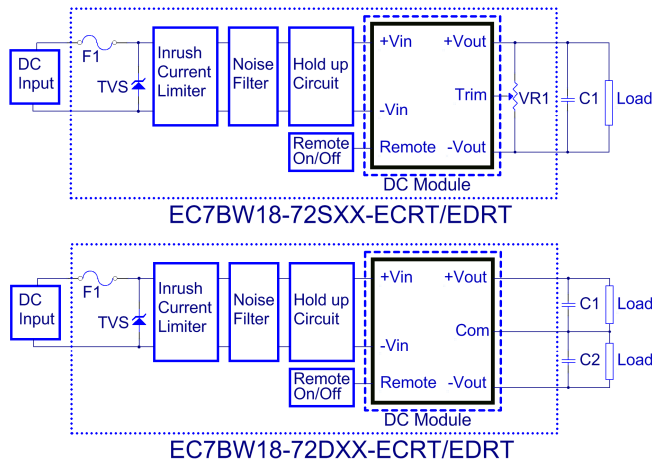 DC
Input
F1
TVS
Inrush
Current
Limiter
Noise
Filter
Hold up
Circuit
Remote
On/Off
+Vin
-Vin
Remote
+Vout
Trim
-Vout
DC Module
VR1
C1
Load
EC7BW18-72SXX-ECRT/EDRT
DC
Input
F1
TVS
Inrush
Current
Limiter
Noise
Filter
Hold up
Circuit
Remote
On/Off
+Vin
-Vin
Remote
+Vout
Com
-Vout
DC Module
C1
Load
C2
Load
EC7BW18-72DXX-ECRT/EDRT